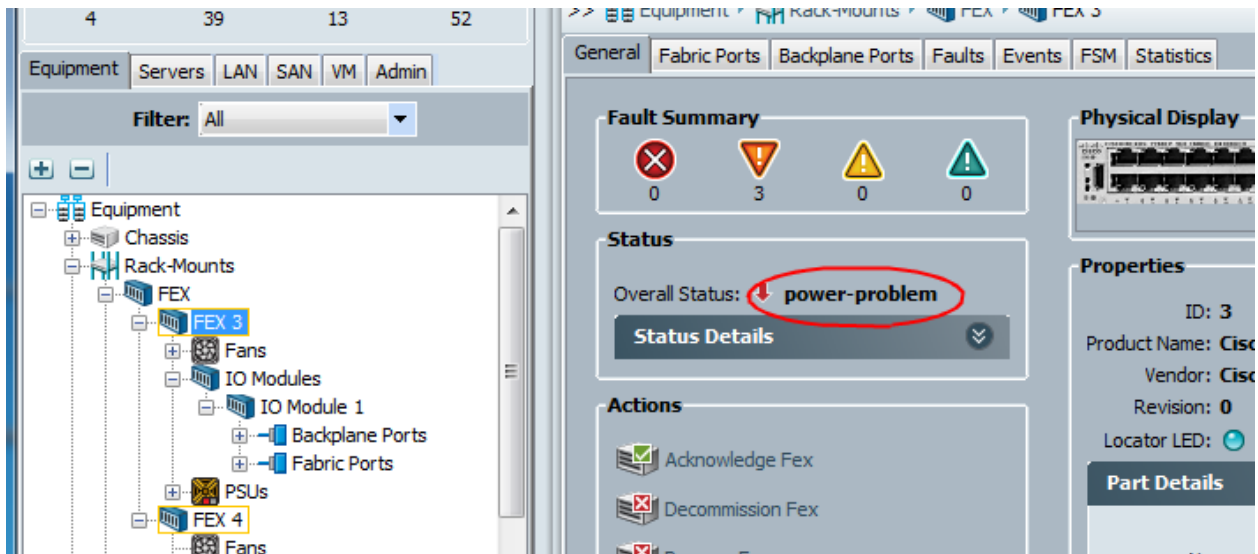 4 39 13 52
>> Equipment Rack-Mounts FEX FEX 3
Equipment Servers LAN SAN VM Admin
General Fabric Ports Backplane Ports Faults Events FSM Statistics
Filter: All
Equipment
Chassis
Rack-Mounts
FEX
FEX 3
Fans
IO Modules
IO Module 1
Backplane Ports
Fabric Ports
PSUs
FEX 4
Fans
Fault Summary
0 3 0 0
Status
Overall Status: power-problem
Status Details
Actions
Acknowledge Fex
Decommission Fex
Physical Display
Properties
ID: 3
Product Name: Cisc
Vendor: Cisc
Revision: 0
Locator LED:
Part Details